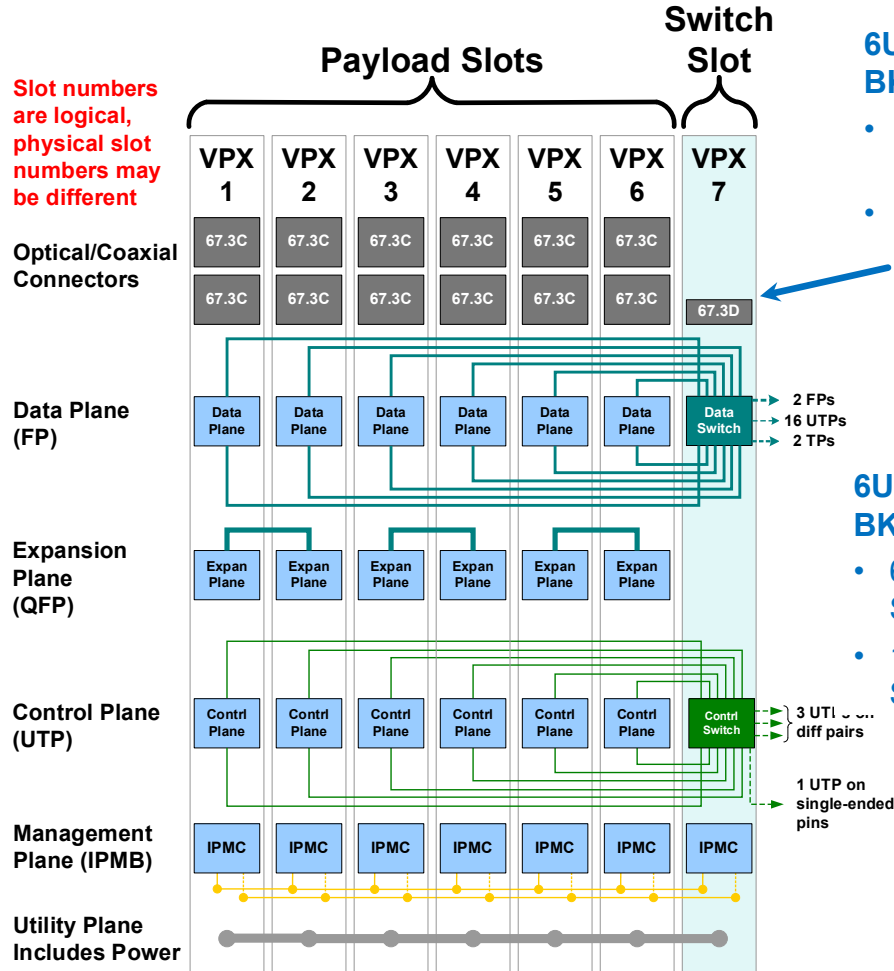 Switch
Slot
Payload Slots
Slot numbers
are logical,
physical slot
numbers may
be different
6U
VPX 1
VPX 2
VPX 3
VPX 4
VPX 5
VPX 6
VPX 7
Optical/Coaxial
Connectors
67.3C 67.3C 67.3C 67.3C 67.3C 67.3C
67.3C 67.3C 67.3C 67.3C 67.3C 67.3C 67.3D
Data Plane
(FP)
Data Plane
Data Plane
Data Plane
Data Plane
Data Plane
Data Plane
Data Switch
2 FPs
16 UTPs
2 TPs
6U
Expansion
Plane
(QFP)
Expan Plane
Expan Plane
Expan Plane
Expan Plane
Expan Plane
Expan Plane
Control Plane
(UTP)
Contrl Plane
Contrl Plane
Contrl Plane
Contrl Plane
Contrl Plane
Contrl Plane
Contrl Switch
3
diff pairs
1 UTP on
single-ended
pins
Management
Plane (IPMB)
IPMC IPMC IPMC IPMC IPMC IPMC IPMC
Utility Plane
Includes Power